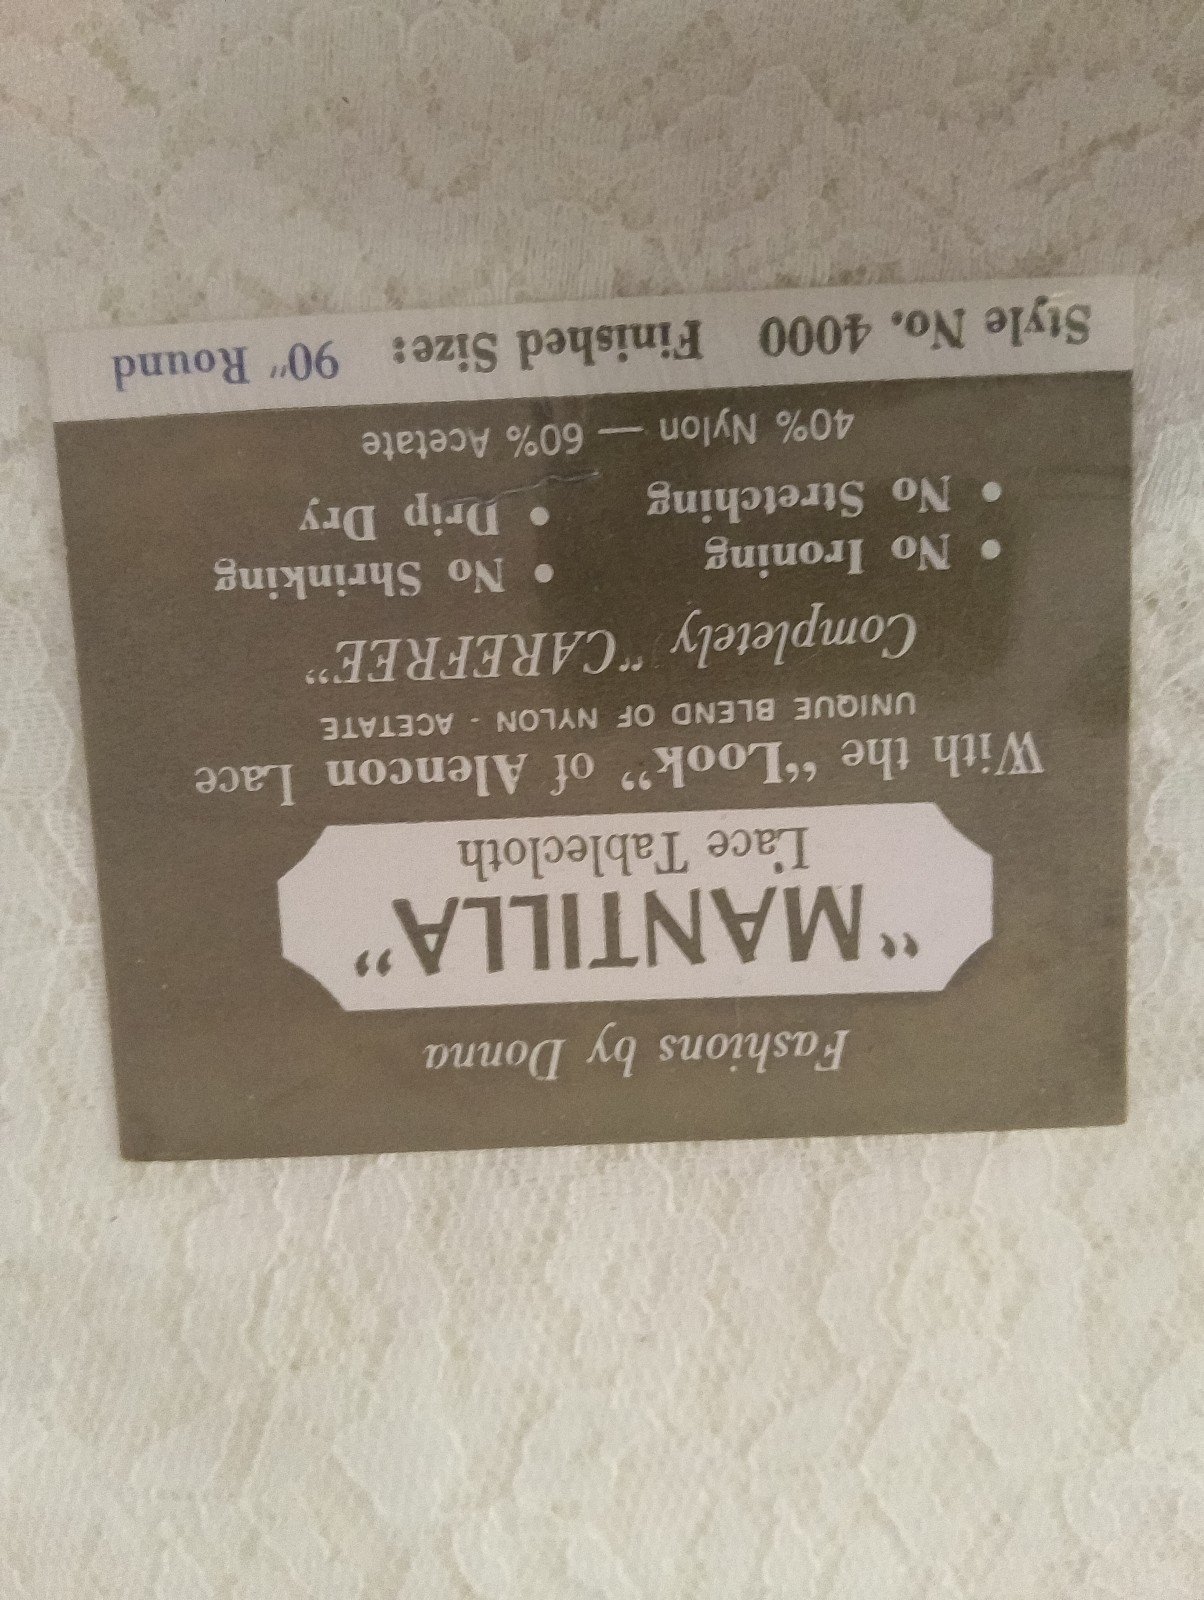 Fashions by Donna
“MANTILLA”
Lace Tablecloth
With the “Look” of Alencon Lace
UNIQUE BLEND OF NYLON - ACETATE
Completely “CAREFREE”
• No Ironing • No Shrinking
• No Stretching • Drip Dry
40% Nylon — 60% Acetate
Style No. 4000 Finished Size: 90" Round